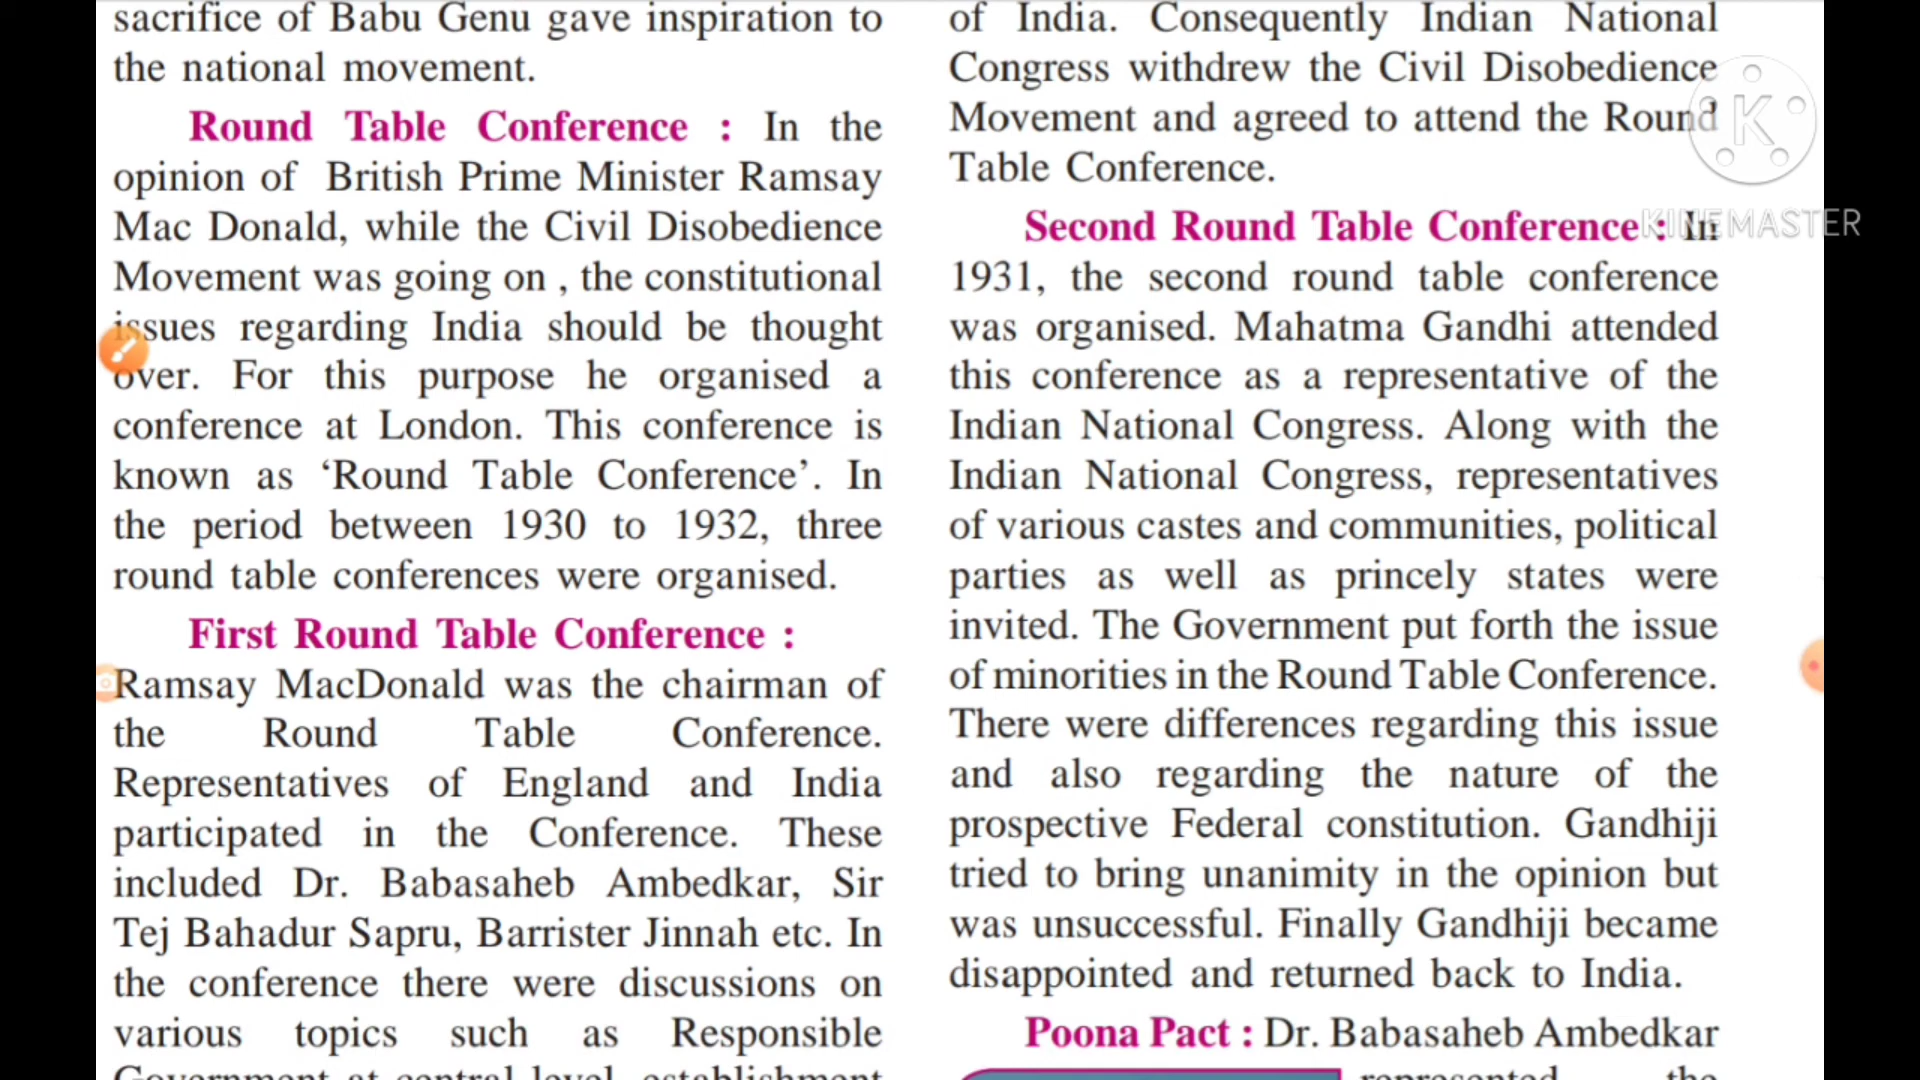 sacrifice of Babu Genu gave inspiration to
the national movement.
Round Table Conference : In the
opinion of British Prime Minister Ramsay
Mac Donald, while the Civil Disobedience
Movement was going on , the constitutional
issues regarding India should be thought
over. For this purpose he organised a
conference at London. This conference is
known as ‘Round Table Conference’. In
the period between 1930 to 1932, three
round table conferences were organised.
First Round Table Conference :
Ramsay MacDonald was the chairman of
the Round Table Conference.
Representatives of England and India
participated in the Conference. These
included Dr. Babasaheb Ambedkar, Sir
Tej Bahadur Sapru, Barrister Jinnah etc. In
the conference there were discussions on
various topics such as Responsible
Government at central level, establishment
of India. Consequently Indian National
Congress withdrew the Civil Disobedience
Movement and agreed to attend the Round
Table Conference.
Second Round Table Conference : In
1931, the second round table conference
was organised. Mahatma Gandhi attended
this conference as a representative of the
Indian National Congress. Along with the
Indian National Congress, representatives
of various castes and communities, political
parties as well as princely states were
invited. The Government put forth the issue
of minorities in the Round Table Conference.
There were differences regarding this issue
and also regarding the nature of the
prospective Federal constitution. Gandhiji
tried to bring unanimity in the opinion but
was unsuccessful. Finally Gandhiji became
disappointed and returned back to India.
Poona Pact : Dr. Babasaheb Ambedkar
represented the
K
KINEMASTER